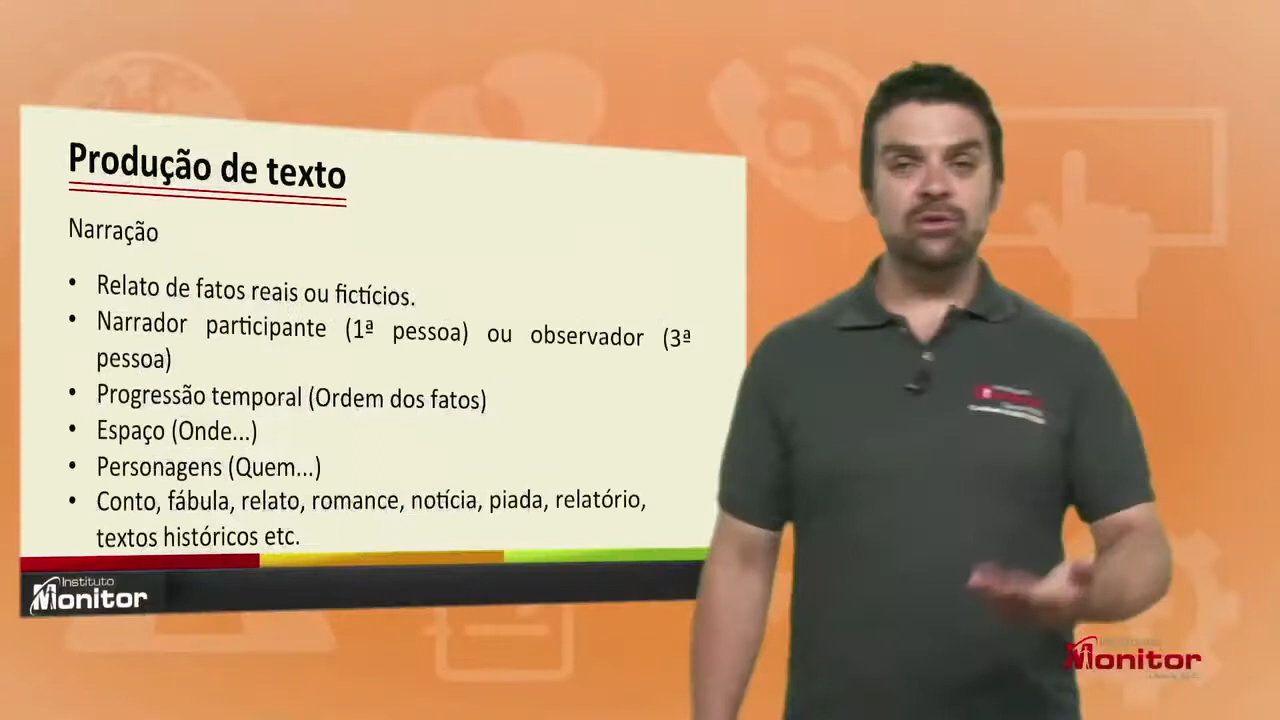 Produção de texto
Narração
• Relato de fatos reais ou fictícios.
• Narrador participante (1ª pessoa) ou observador (3ª
pessoa)
• Progressão temporal (Ordem dos fatos)
• Espaço (Onde...)
• Personagens (Quem...)
• Conto, fábula, relato, romance, notícia, piada, relatório,
textos históricos etc.
Instituto
Monitor
Monitor